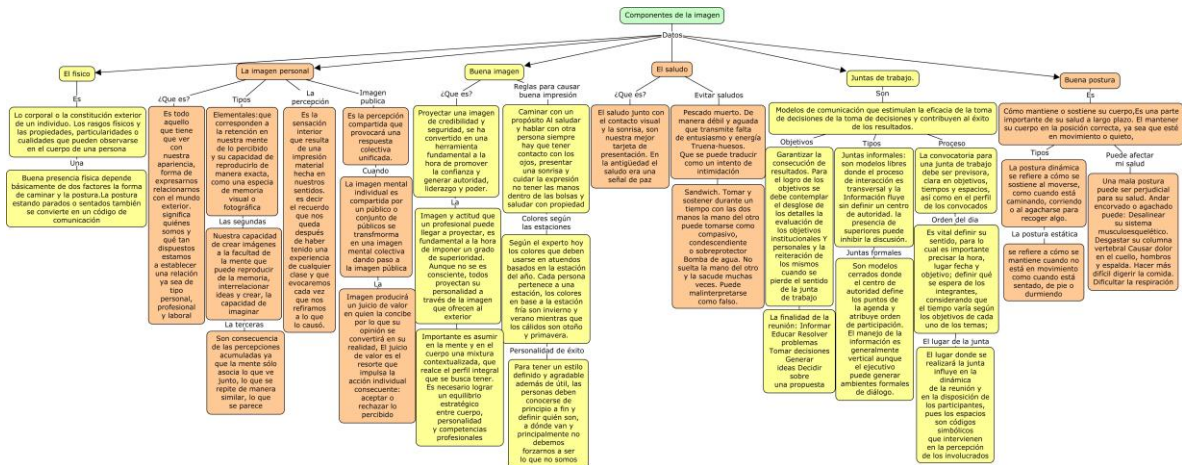 Componentes de la imagen
Datos
El fisico
Es
Lo corporal o la constitución exterior
de un individuo. Los rasgos físicos y
las propiedades, particularidades o
cualidades que pueden observarse
en el cuerpo de una persona
Una
Buena presencia física depende
básicamente de dos factores la forma
de caminar y la postura.La postura
estando parados o sentados también
se convierte en un código de
comunicación
La imagen personal
¿Que es?
Es todo
aquello
que tiene
que ver
con
nuestra
apariencia,
forma de
expresarnos
relacionarnos
con el mundo
exterior.
significa
quiénes
somos y
qué tan
dispuestos
estamos
a establecer
una relación
ya sea de
tipo
personal,
profesional
y laboral
Tipos
Elementales:que
corresponden a
la retención en
nuestra mente
de lo percibido
y su capacidad de
reproducirlo de
manera exacta,
como una especia
de memoria
visual o
fotográfica
Las segundas
Nuestra capacidad
de crear imágenes
a la facultad de
la mente que
puede reproducir
de la memoria,
interrelacionar
ideas y crear, la
capacidad de
imaginar
La terceras
Son consecuencia
de las percepciones
acumuladas ya
que la mente sólo
asocia lo que ve
junto, lo que se
repite de manera
similar, lo que
se parece
La
percepción
Es la
sensación
interior
que resulta
de una
impresión
material
hecha en
nuestros
sentidos.
es decir
el recuerdo
que nos
queda
después
de haber
tenido una
experiencia
de cualquier
clase y que
evocaremos
cada vez
que nos
refiramos
a lo que
lo causó.
Imagen
publica
Es la percepción
compartida que
provocará una
respuesta
colectiva
unificada.
Cuando
La imagen mental
individual es
compartida por
un público o
conjunto de
públicos se
transfmorma
en una imagen
mental colectiva
dando paso a
la imagen pública
La
Imagen producirá
un juicio de valor
en quien la concibe
por lo que su
opinión se
convertirá en su
realidad, El juicio
de valor es el
resorte que
impulsa la
acción individual
consecuente:
aceptar o
rechazar lo
percibido
Buena imagen
¿Que es?
Proyectar una imagen
de credibilidad y
seguridad, se ha
convertido en una
herramienta
fundamental a la
hora de promover
la confianza y
generar autoridad,
liderazgo y poder.
La
Imagen y actitud que
un profesional puede
llegar a proyectar, es
fundamental a la hora
de imponer un grado
de superioridad.
Aunque no se es
consciente, todos
proyectan su
personalidad a
través de la imagen
que ofrecen al
exterior
Importante es asumir
en la mente y en el
cuerpo una mixtura
contextualizada, que
realce el perfil integral
que se busca tener.
Es necesario lograr
un equilibrio
estratégico
entre cuerpo,
personalidad
y competencias
profesionales
Reglas para causar
buena impresión
Caminar con un
propósito Al saludar
y hablar con otra
persona siempre
hay que tener
contacto con los
ojos, presentar
una sonrisa y
cuidar la expresión
no tener las manos
dentro de las bolsas y
saludar con propiedad
Colores según
las estaciones
Según el experto hoy
los colores que deben
usarse en atuendos
basados en la estación
del año. Cada persona
pertenece a una
estación, los colores
en base a la estación
fría son invierno y
verano mientras que
los cálidos son otoño
y primavera.
Personalidad de éxito
Para tener un estilo
definido y agradable
además de útil, las
personas deben
conocerse de
principio a fin y
definir quién son,
a dónde van y
principalmente no
debemos
forzarnos a ser
lo que no somos
El saludo
¿Que es?
El saludo junto con
el contacto visual
y la sonrisa, son
nuestra mejor
tarjeta de
presentación. En
la antigüedad el
saludo era una
señal de paz
Evitar saludos
Pescado muerto. De
manera débil y aguada
que transmite falta
de entusiasmo y energía
Truena-huesos.
Que se puede traducir
como un intento de
intimidación
Sandwich. Tomar y
sostener durante un
tiempo con las dos
manos la mano del otro
puede tomarse como
compasivo,
condescendiente
o sobreprotector
Bomba de agua. No
suelta la mano del otro
y la sacude muchas
veces. Puede
malinterpretarse
como falso.
Juntas de trabajo.
Son
Modelos de comunicación que estimulan la eficacia de la toma
de decisiones de la toma de decisiones y contribuyen al éxito
de los resultados.
Objetivos
Garantizar la
consecución de
resultados. Para
el logro de los
objetivos se
debe contemplar
el desglose de
los detalles la
evaluación de
los objetivos
institucionales Y
personales y la
reiteración de
los mismos
cuando se
pierde el sentido
de la junta
de trabajo
La finalidad de la
reunión: Informar
Educar Resolver
problemas
Tomar decisiones
Generar
ideas Decidir
sobre
una propuesta
Tipos
Juntas informales:
son modelos libres
donde el proceso
de interacción es
transversal y la
Información fluye
sin definir un centro
de autoridad. la
presencia de
superiores puede
inhibir la discusión.
Juntas formales
Son modelos
cerrados donde
el centro de
autoridad define
los puntos de
la agenda y
atribuye orden
de participación.
El manejo de la
información es
generalmente
vertical aunque
el ejecutivo
puede generar
ambientes formales
de diálogo.
Proceso
La convocatoria para
una junta de trabajo
debe ser previsora,
clara en objetivos,
tiempos y espacios,
así como en el perfil
de los convocados
Orden del día
Es vital definir su
sentido, para lo
cual es importante
precisar la hora,
lugar fecha y
objetivo; definir qué
se espera de los
integrantes,
considerando que
el tiempo varía según
los objetivos de cada
uno de los temas;
El lugar de la junta
El lugar donde se
realizará la junta
influye en la
dinámica
de la reunión y
en la disposición de
los participantes,
pues los espacios
son códigos
simbólicos
que intervienen
en la percepción
de los involucrados
Buena postura
Es
Cómo mantiene o sostiene su cuerpo,Es una parte
importante de su salud a largo plazo. El mantener
su cuerpo en la posición correcta, ya sea que esté
en movimiento o quieto,
Tipos
La postura dinámica
se refiere a cómo se
sostiene al moverse,
como cuando está
caminando, corriendo
o al agacharse para
recoger algo.
La postura estática
se refiere a cómo se
mantiene cuando no
está en movimiento
como cuando está
sentado, de pie o
durmiendo
Puede afectar
mi salud
Una mala postura
puede ser perjudicial
para su salud. Andar
encorvado o agachado
puede: Desalinear
su sistema
musculoesquelético.
Desgastar su columna
vertebral Causar dolor
en el cuello, hombros
y espalda. Hacer más
difícil digerir la comida.
Dificultar la respiración